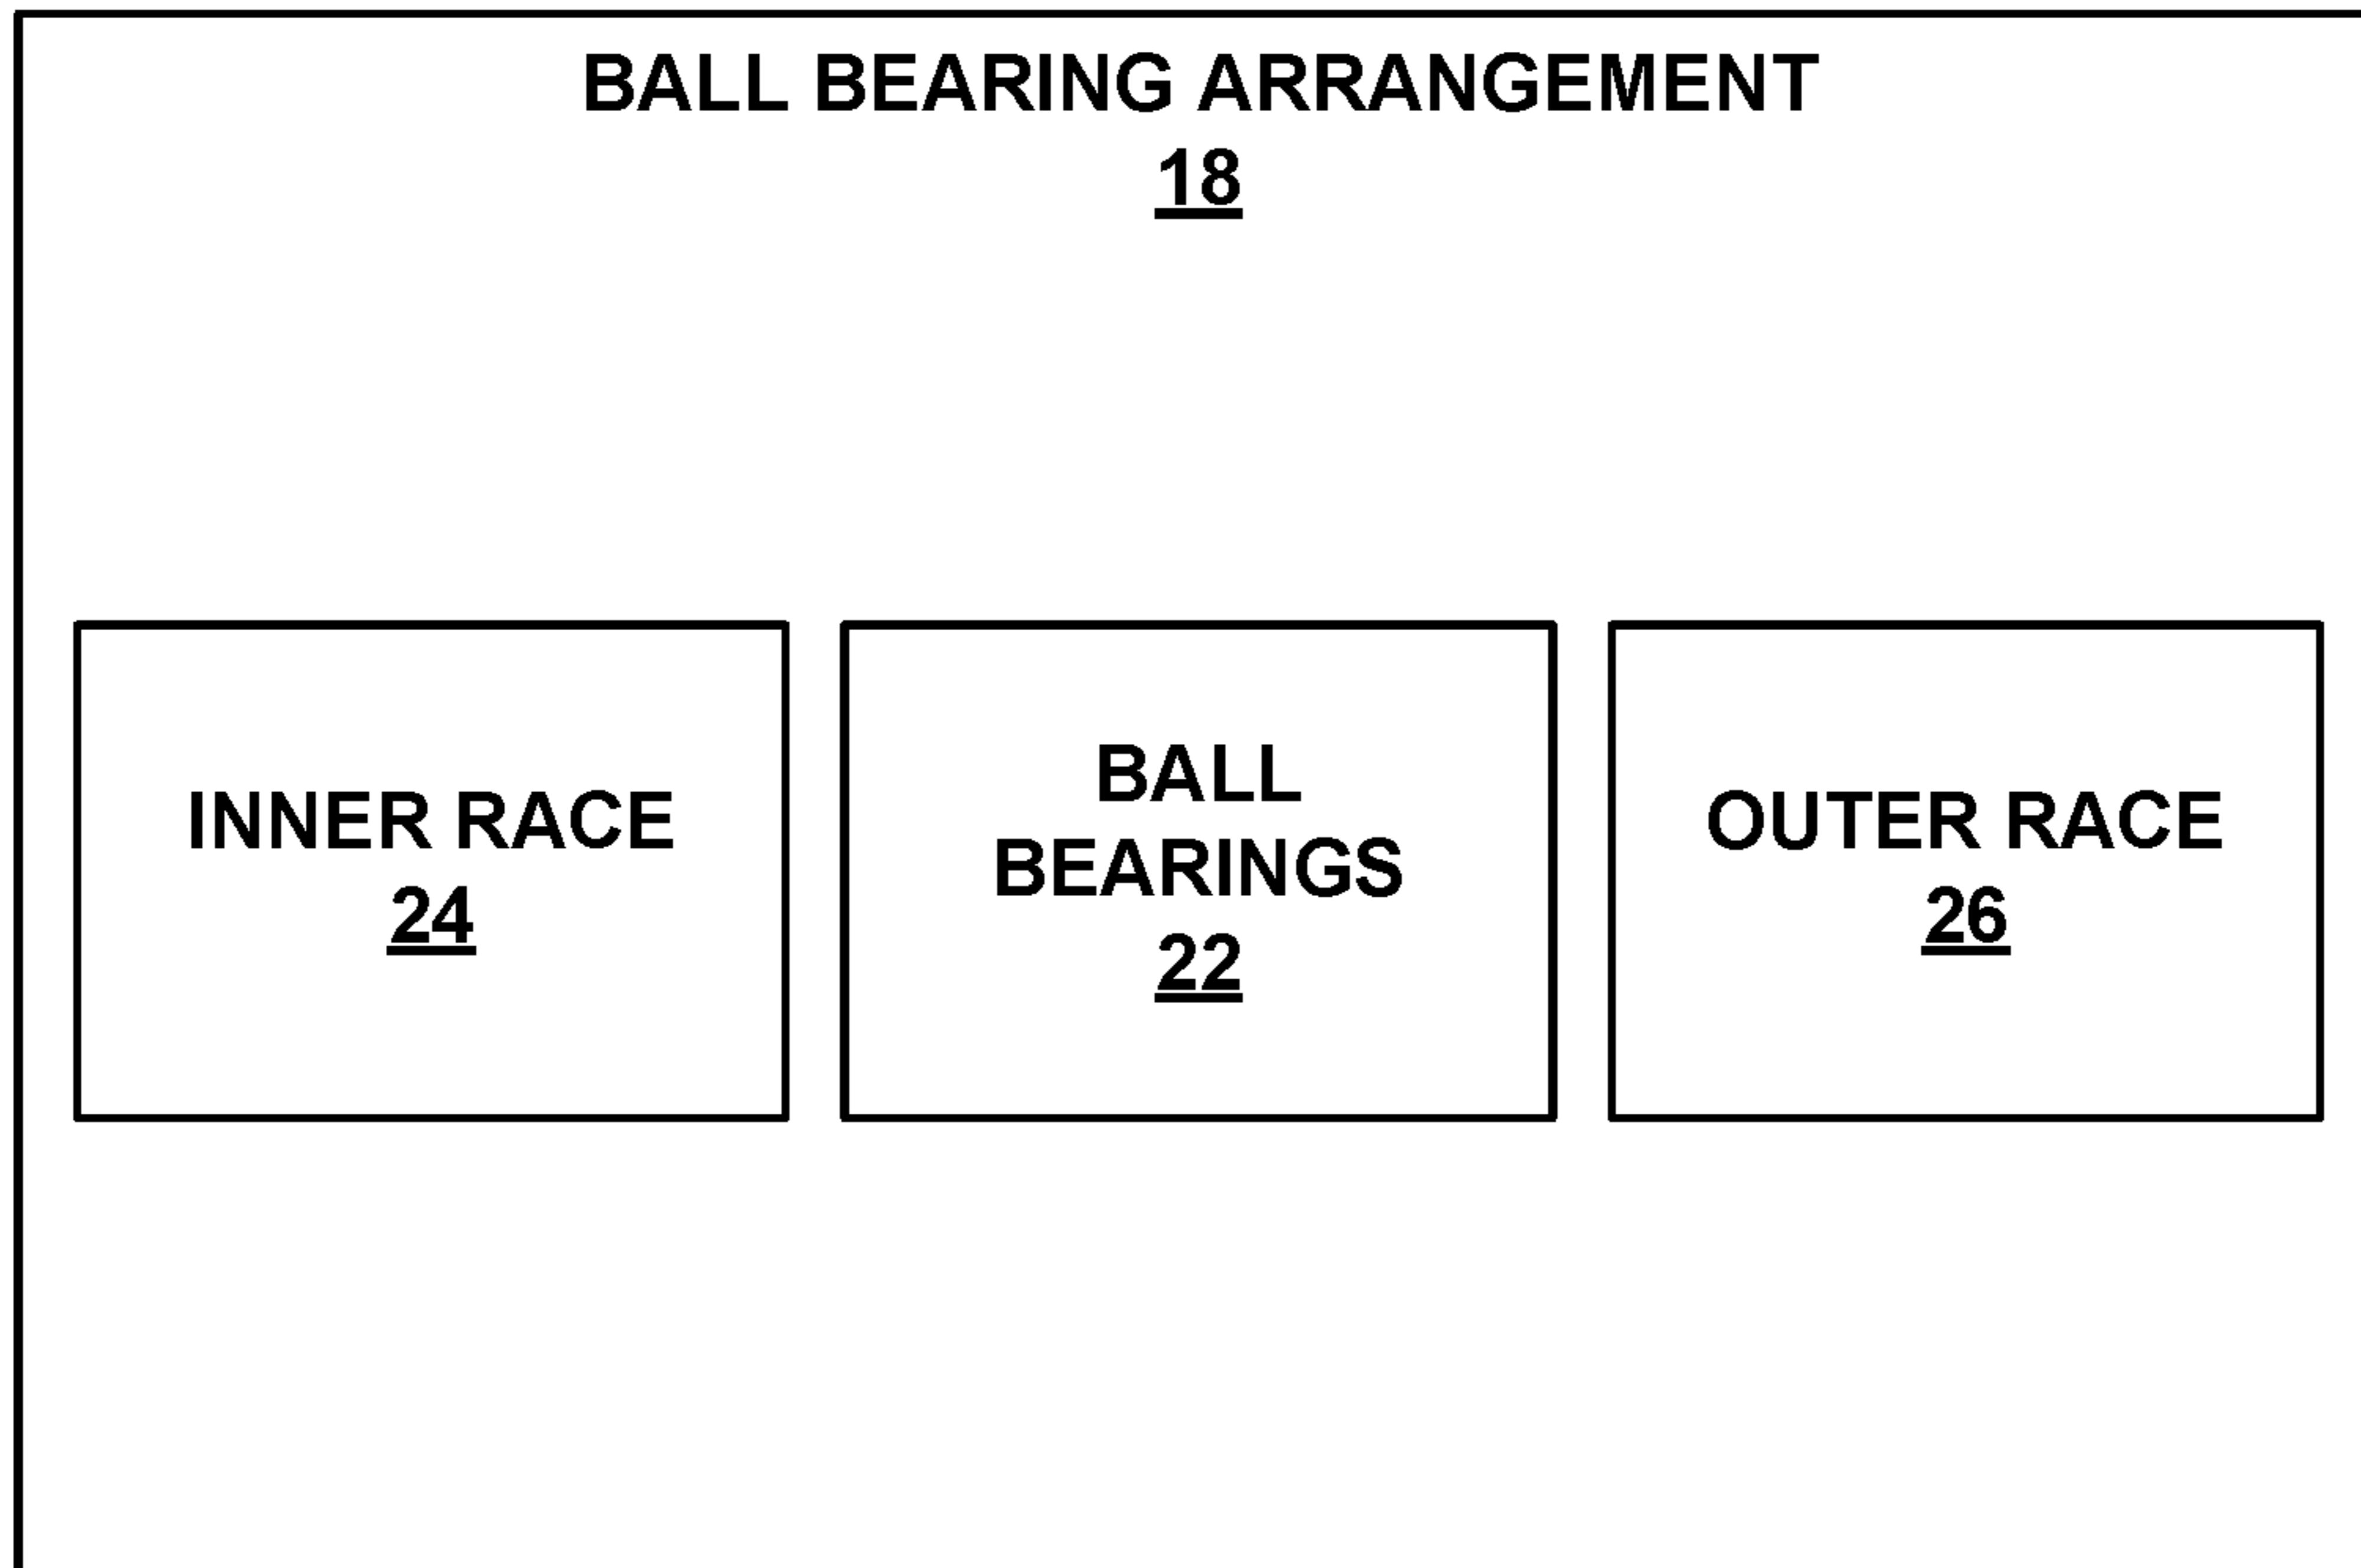 BALL BEARING ARRANGEMENT
18
INNER RACE
24
BALL
BEARINGS
22
OUTER RACE
26